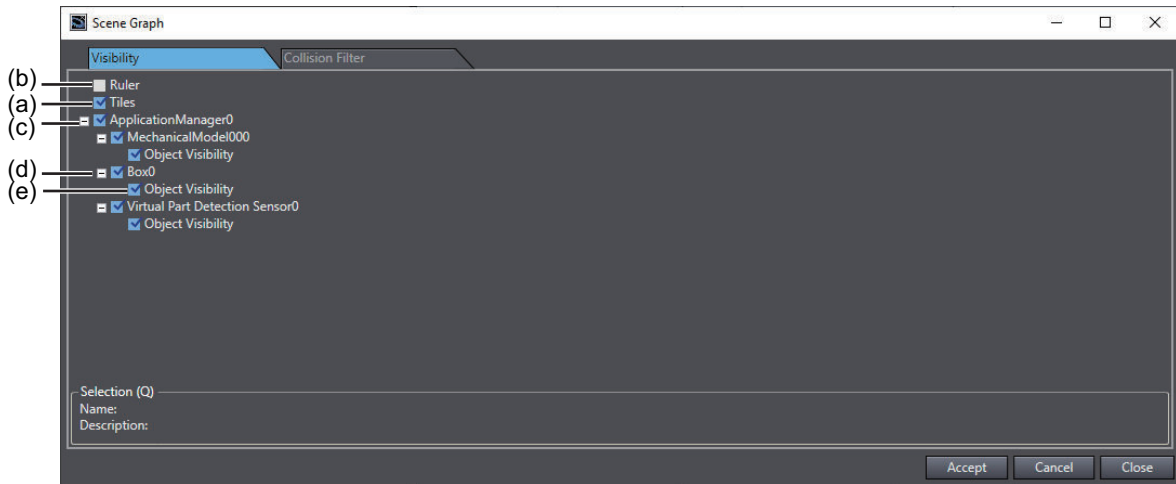 Scene Graph
Visibility
Collision Filter
(b)
Ruler
(a)
Tiles
(c)
ApplicationManager0
MechanicalModel000
Object Visibility
(d)
Box0
(e)
Object Visibility
Virtual Part Detection Sensor0
Object Visibility
Selection (Q)
Name:
Description:
Accept
Cancel
Close